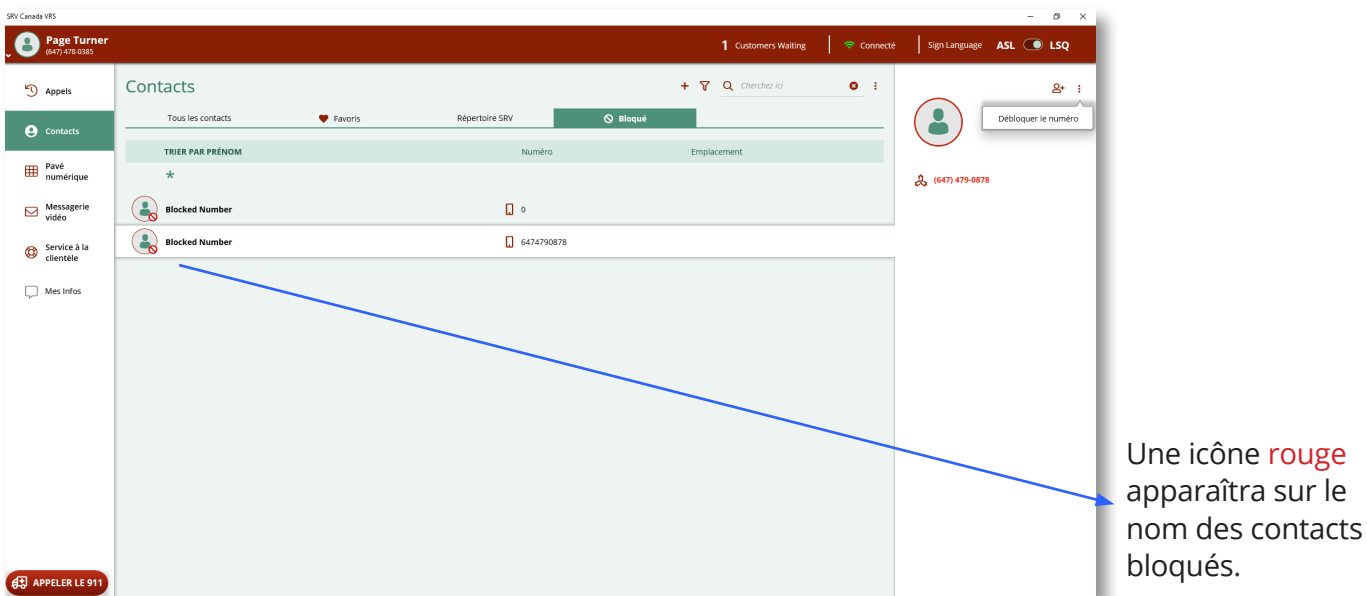 SRV Canada VRS
Page Turner
(647) 478-0385
1 Customers Waiting
Connecté
Sign Language ASL LSQ
Appels
Contacts
Pavé
numérique
Messagerie
vidéo
Service à la
clientèle
Mes Infos
APPELER LE 911
Contacts
Cherchez ici
Tous les contacts
Favoris
Répertoire SRV
Bloqué
TRIER PAR PRÉNOM Numéro Emplacement
*
Blocked Number 0
Blocked Number 6474790878
Débloquer le numéro
(647) 479-0878
Une icône rouge
apparaîtra sur le
nom des contacts
bloqués.